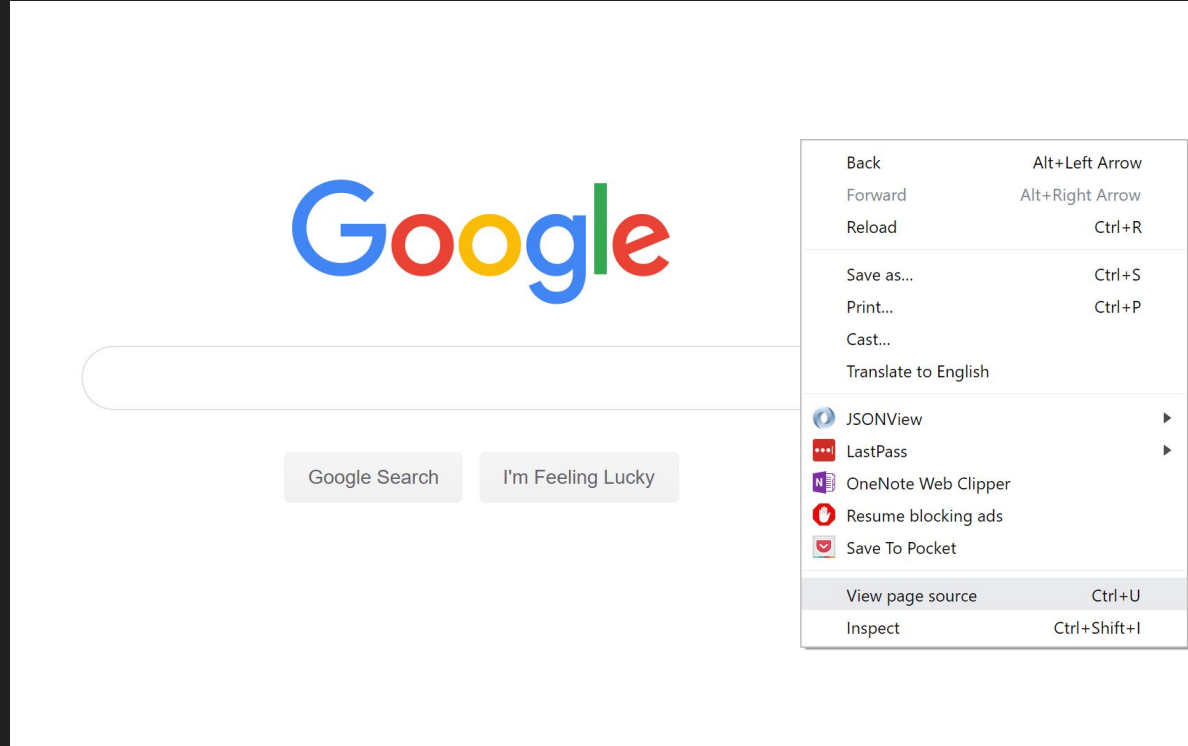 Google
Google Search
I'm Feeling Lucky
Back Alt+Left Arrow
Forward Alt+Right Arrow
Reload Ctrl+R
Save as... Ctrl+S
Print... Ctrl+P
Cast...
Translate to English
JSONView
LastPass
N OneNote Web Clipper
Resume blocking ads
Save To Pocket
View page source Ctrl+U
Inspect Ctrl+Shift+I